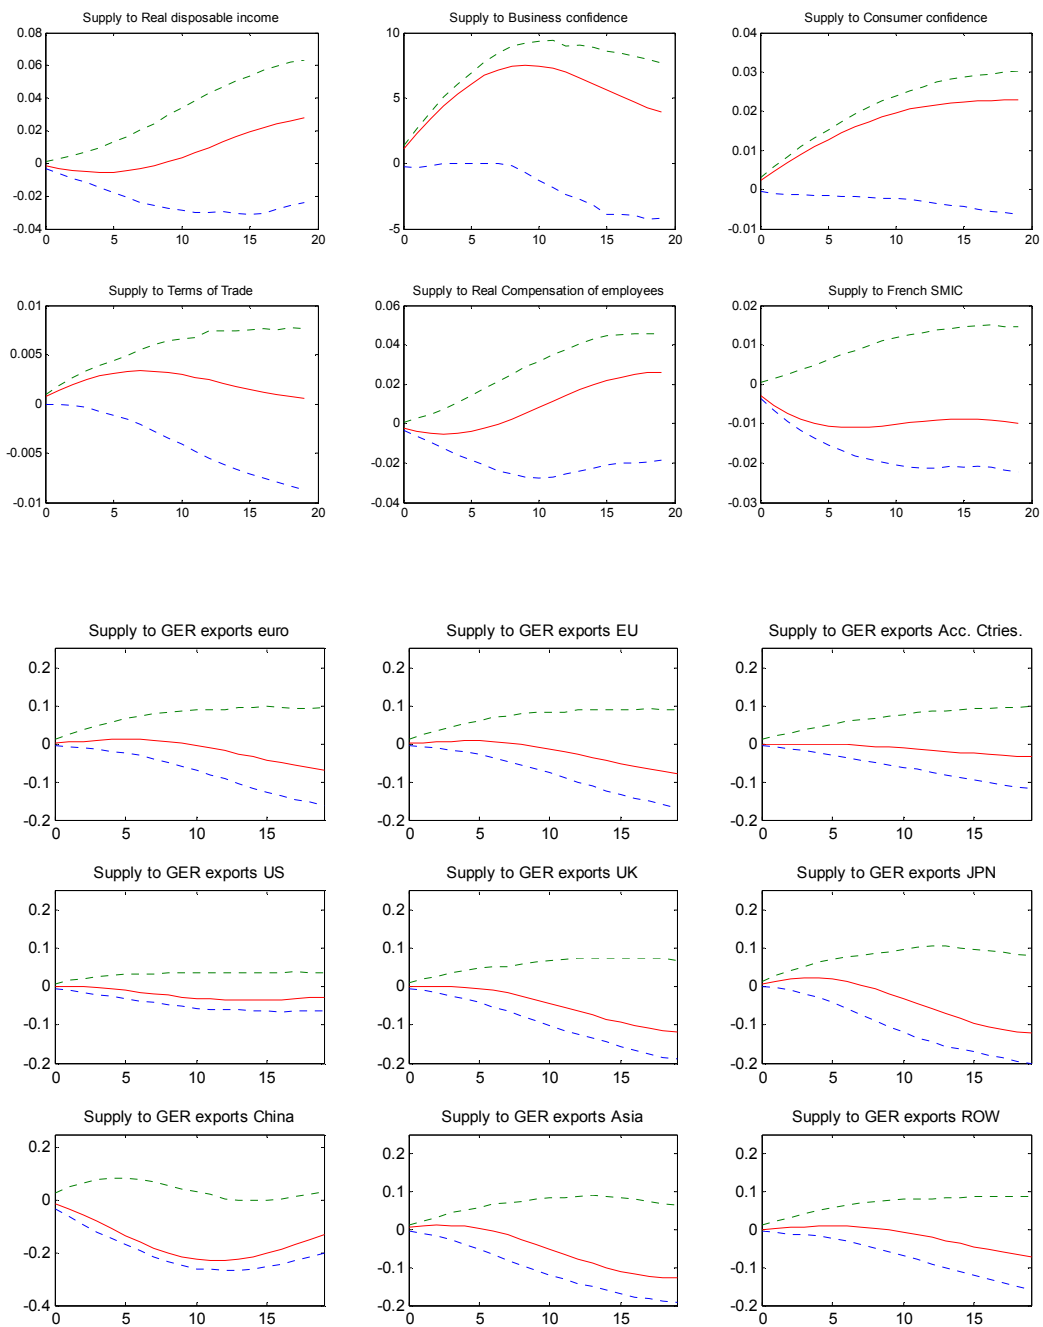 Supply to Real disposable income
0.08
0.06
0.04
0.02
0
-0.02
-0.04
0 5 10 15 20
Supply to Business confidence
10
5
0
-5
0 5 10 15 20
Supply to Consumer confidence
0.04
0.03
0.02
0.01
0
-0.01
0 5 10 15 20
Supply to Terms of Trade
0.01
0.005
0
-0.005
-0.01
0 5 10 15 20
Supply to Real Compensation of employees
0.06
0.04
0.02
0
-0.02
-0.04
0 5 10 15 20
Supply to French SMIC
0.02
0.01
0
-0.01
-0.02
-0.03
0 5 10 15 20
Supply to GER exports euro
0.2
0.1
0
-0.1
-0.2
0 5 10 15
Supply to GER exports EU
0.2
0.1
0
-0.1
-0.2
0 5 10 15
Supply to GER exports Acc. Ctries.
0.2
0.1
0
-0.1
-0.2
0 5 10 15
Supply to GER exports US
0.2
0.1
0
-0.1
-0.2
0 5 10 15
Supply to GER exports UK
0.2
0.1
0
-0.1
-0.2
0 5 10 15
Supply to GER exports JPN
0.2
0.1
0
-0.1
-0.2
0 5 10 15
Supply to GER exports China
0.2
0
-0.2
-0.4
0 5 10 15
Supply to GER exports Asia
0.2
0.1
0
-0.1
-0.2
0 5 10 15
Supply to GER exports ROW
0.2
0.1
0
-0.1
-0.2
0 5 10 15